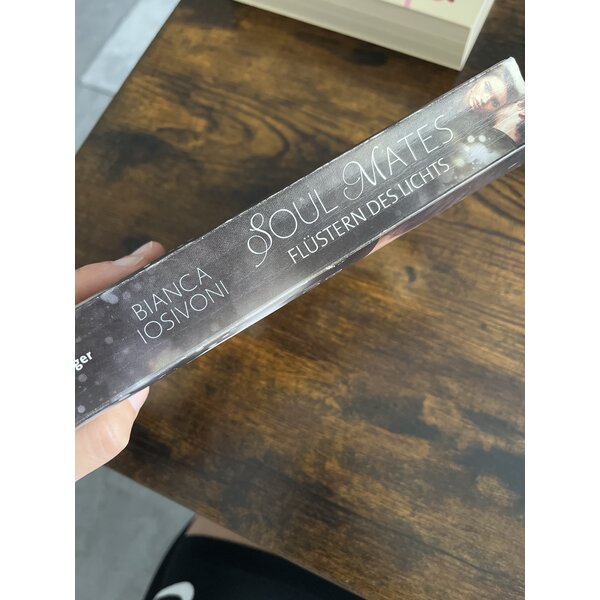 BIANCA
IOSIVONI
SOUL MATES
FLÜSTERN DES LICHTS